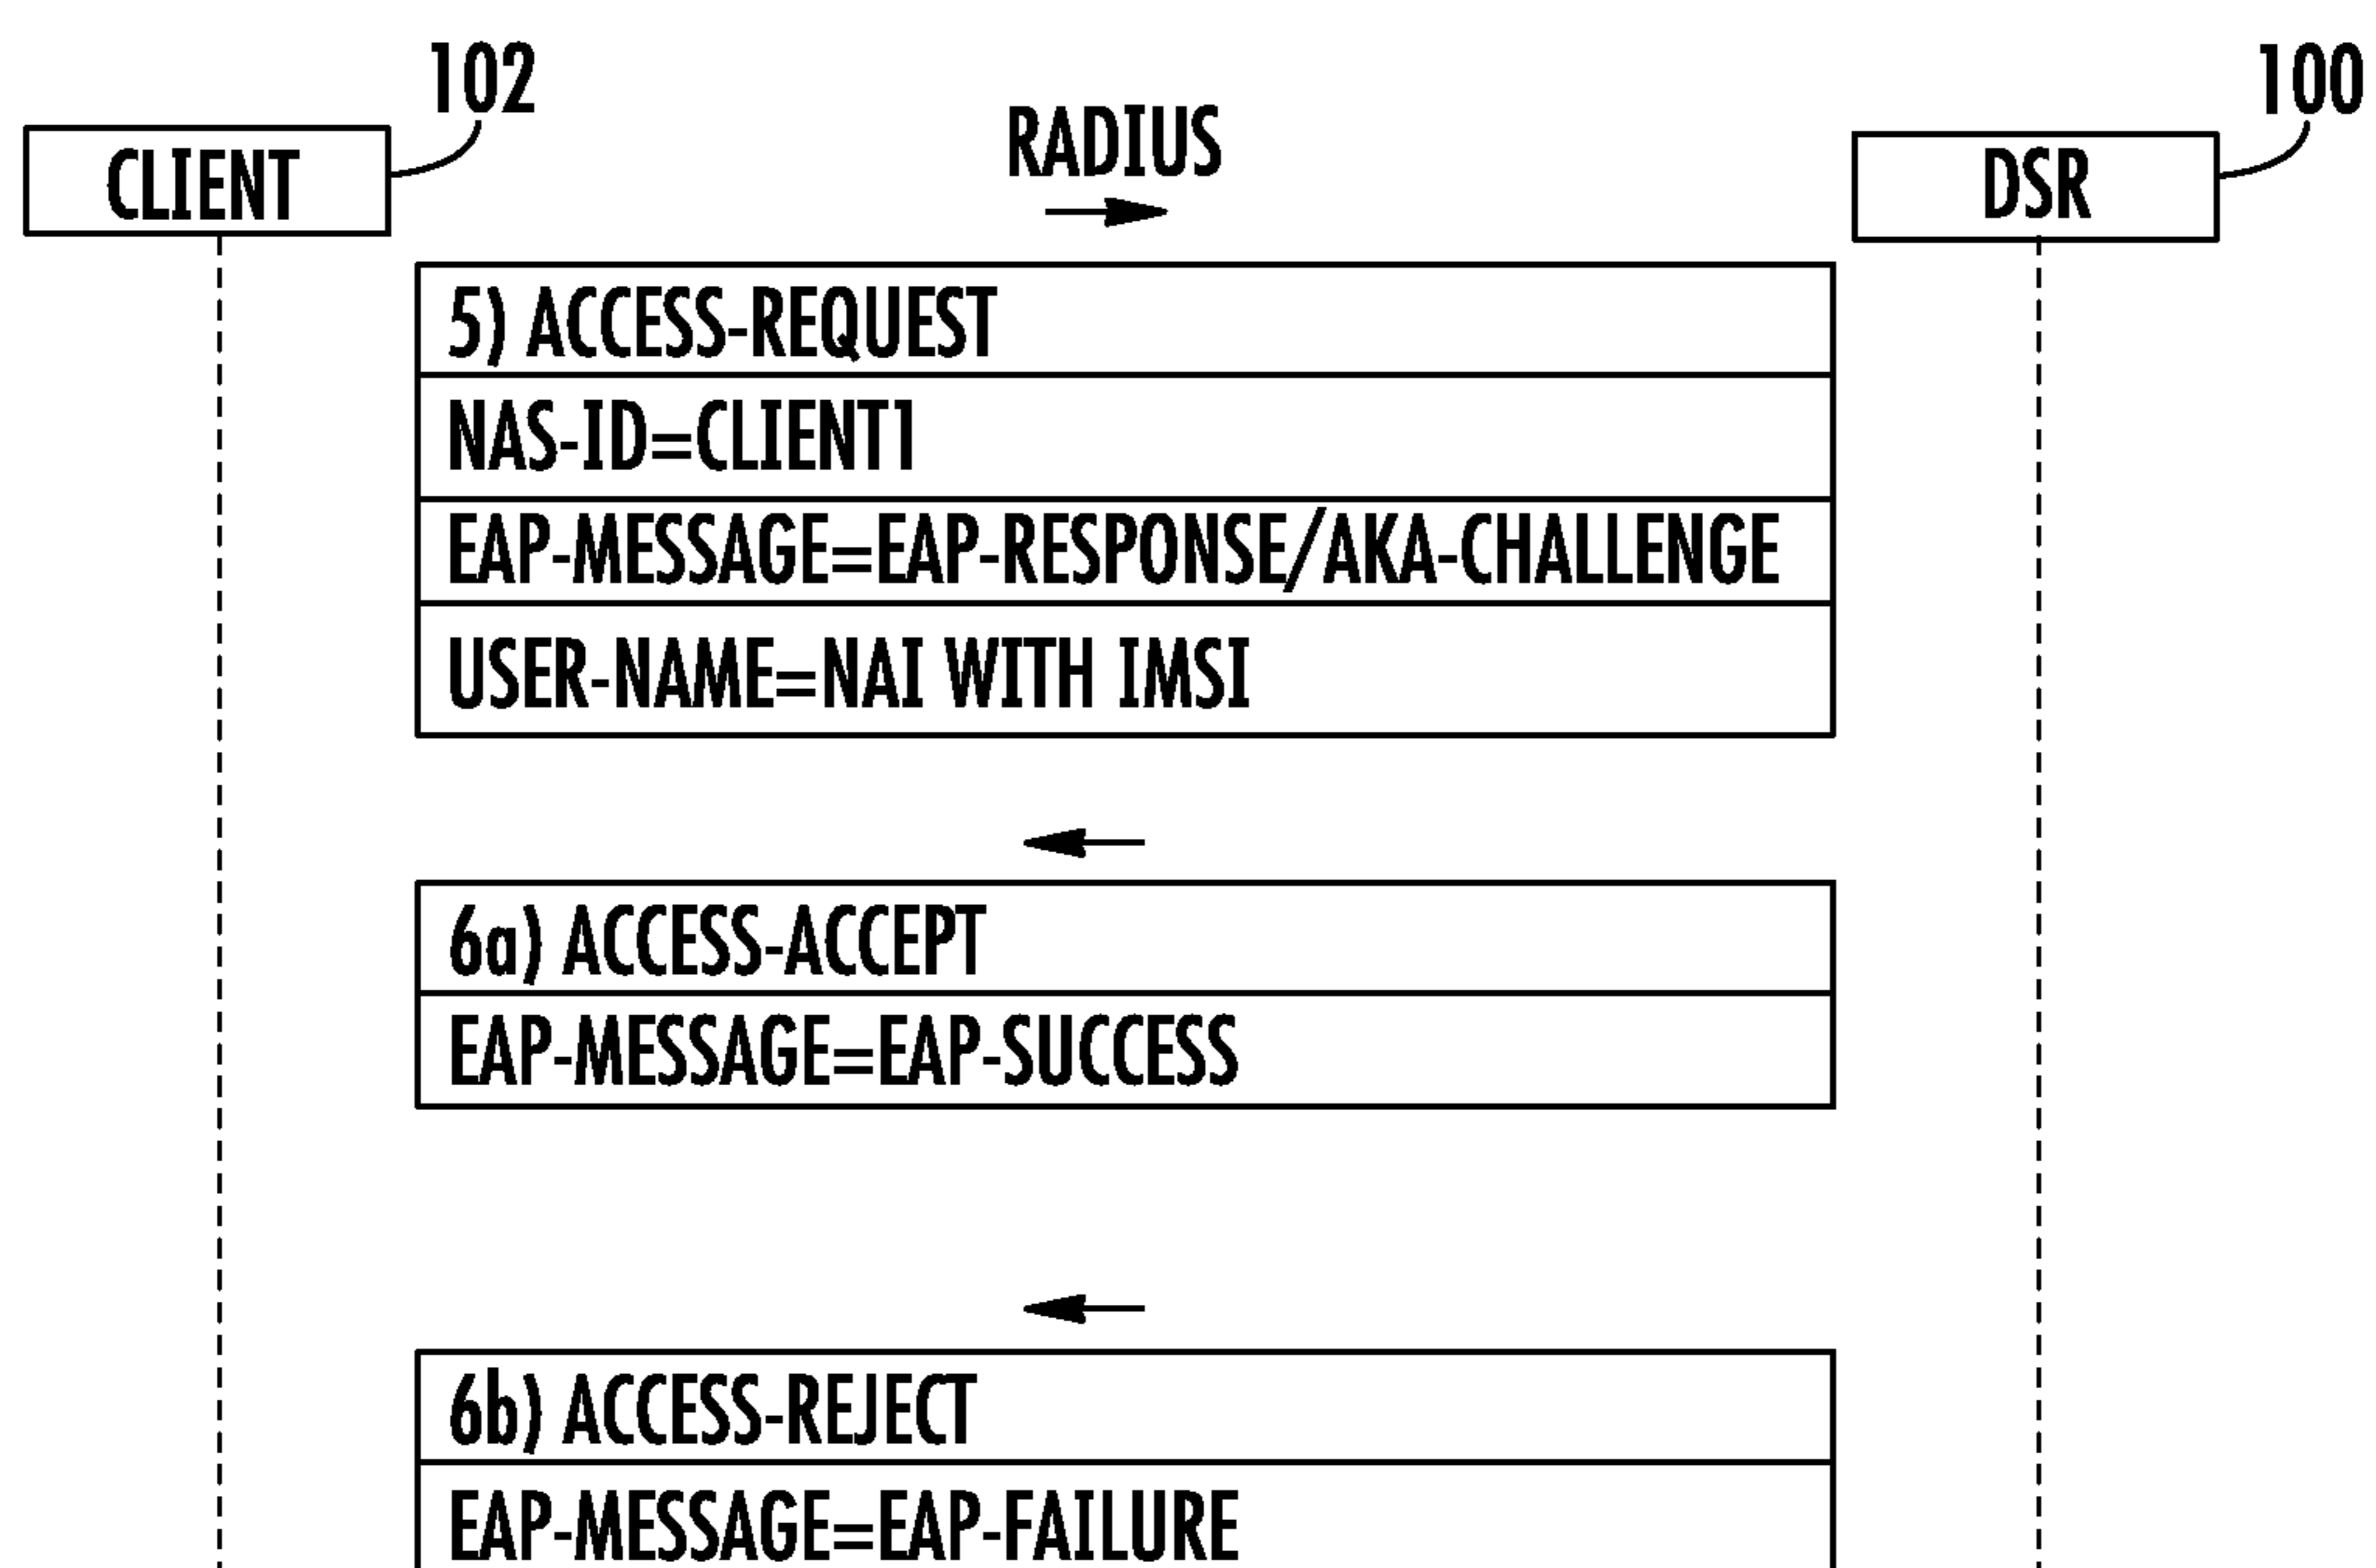 102
100
CLIENT
RADIUS
DSR
5) ACCESS-REQUEST
NAS-ID=CLIENT1
EAP-MESSAGE=EAP-RESPONSE/AKA-CHALLENGE
USER-NAME=NAI WITH IMSI
6a) ACCESS-ACCEPT
EAP-MESSAGE=EAP-SUCCESS
6b) ACCESS-REJECT
EAP-MESSAGE=EAP-FAILURE